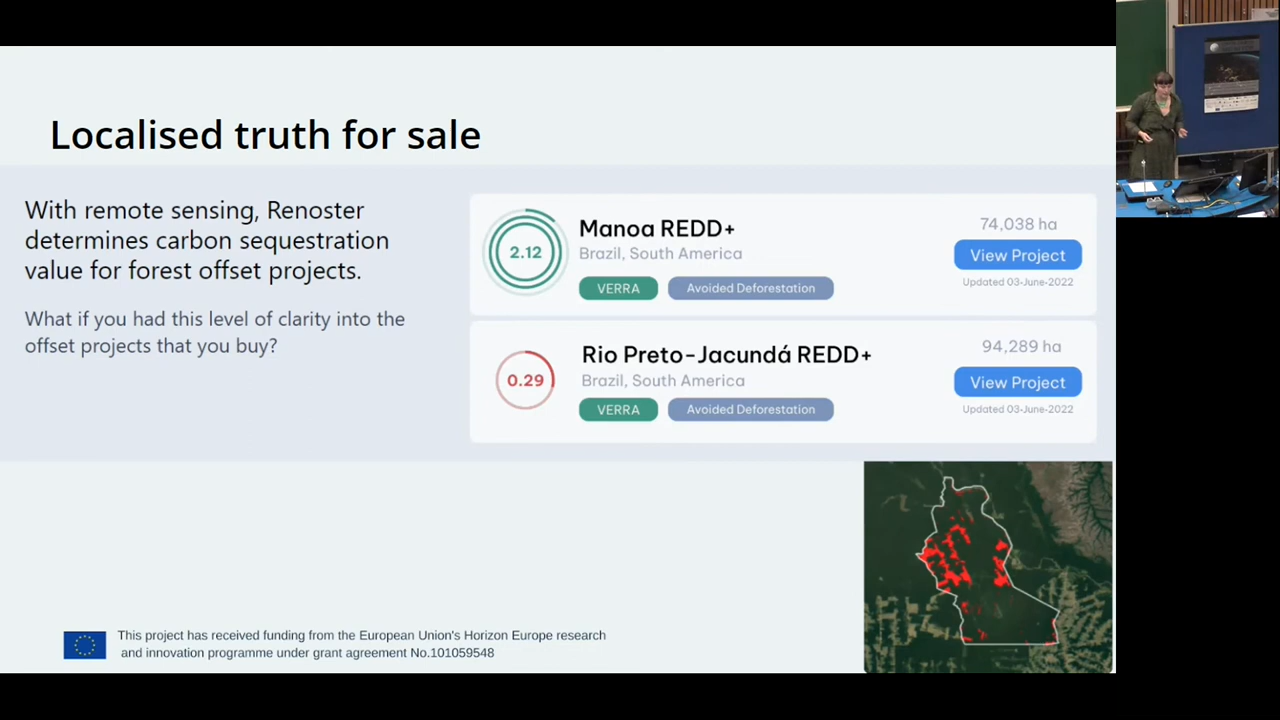 Localised truth for sale
With remote sensing, Renoster
determines carbon sequestration
value for forest offset projects.
What if you had this level of clarity into the
offset projects that you buy?
2.12
Manoa REDD+
Brazil, South America
VERRA
Avoided Deforestation
74,038 ha
View Project
Updated 03-June-2022
0.29
Rio Preto-Jacundá REDD+
Brazil, South America
VERRA
Avoided Deforestation
94,289 ha
View Project
Updated 03-June-2022
This project has received funding from the European Union's Horizon Europe research
and innovation programme under grant agreement No.101059548